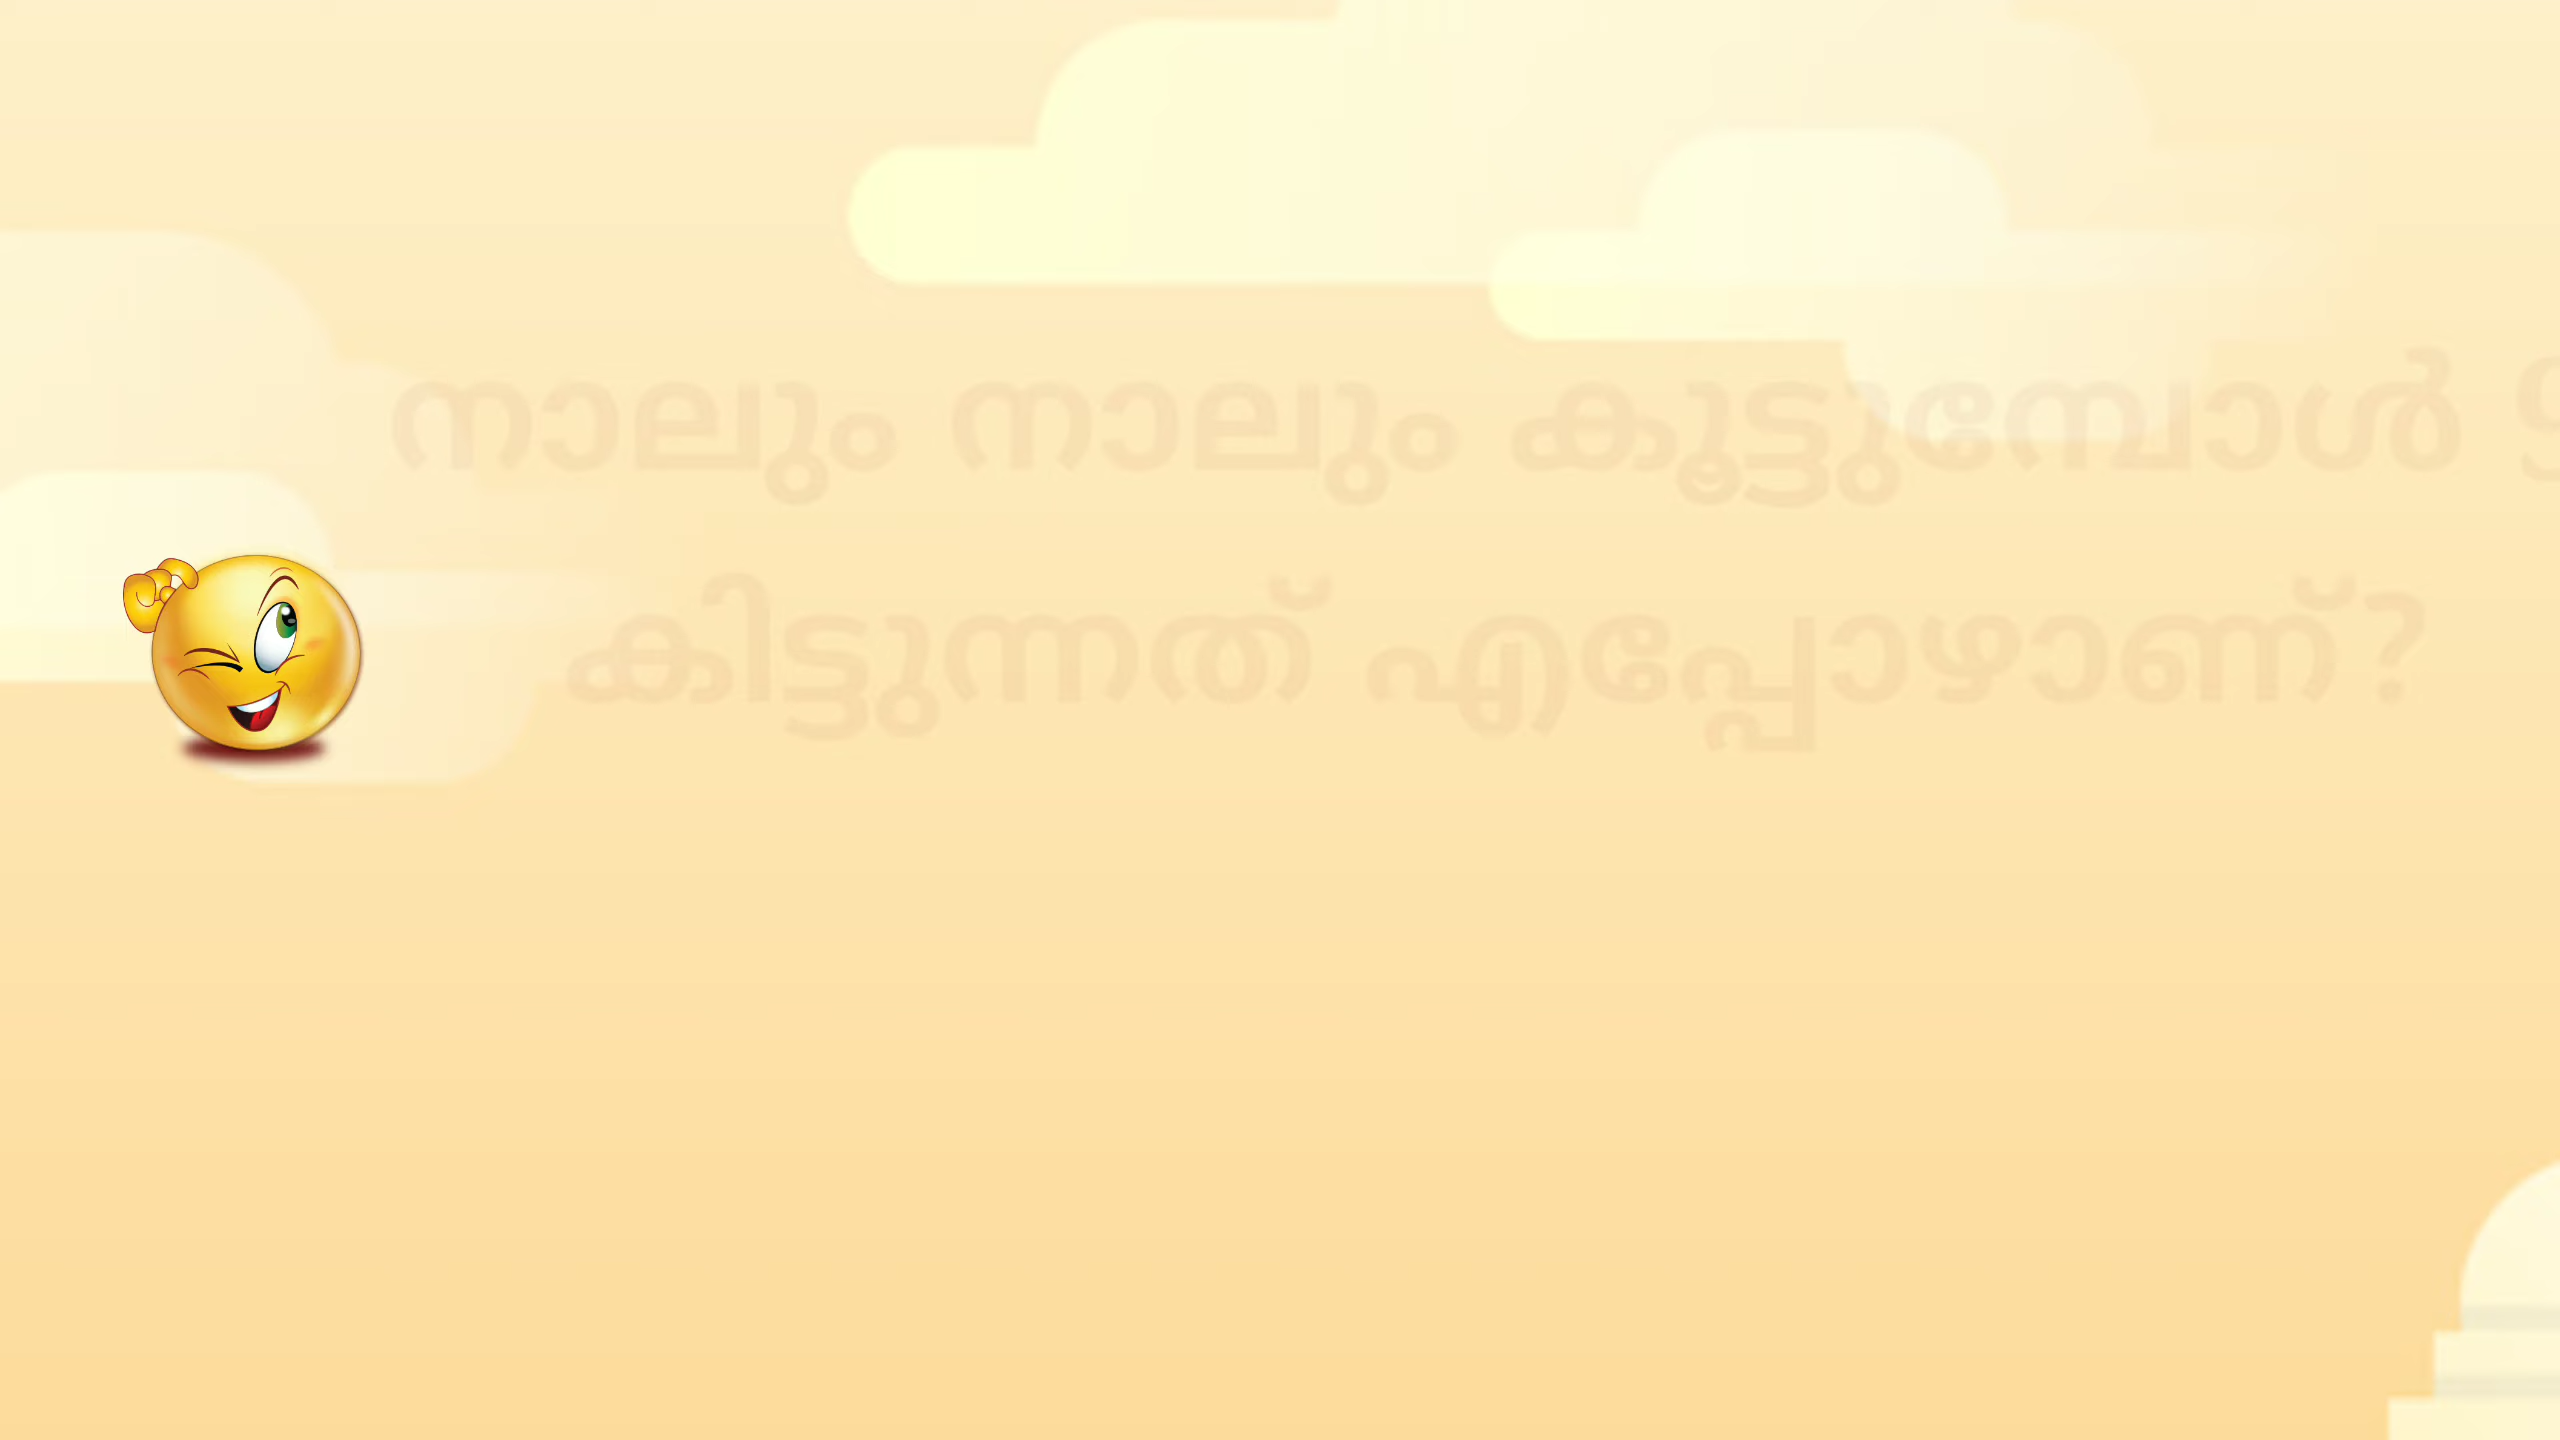 നാലും നാലും കൂട്ടുമ്പോൾ
കിട്ടുന്നത് എപ്പോഴാണ്?